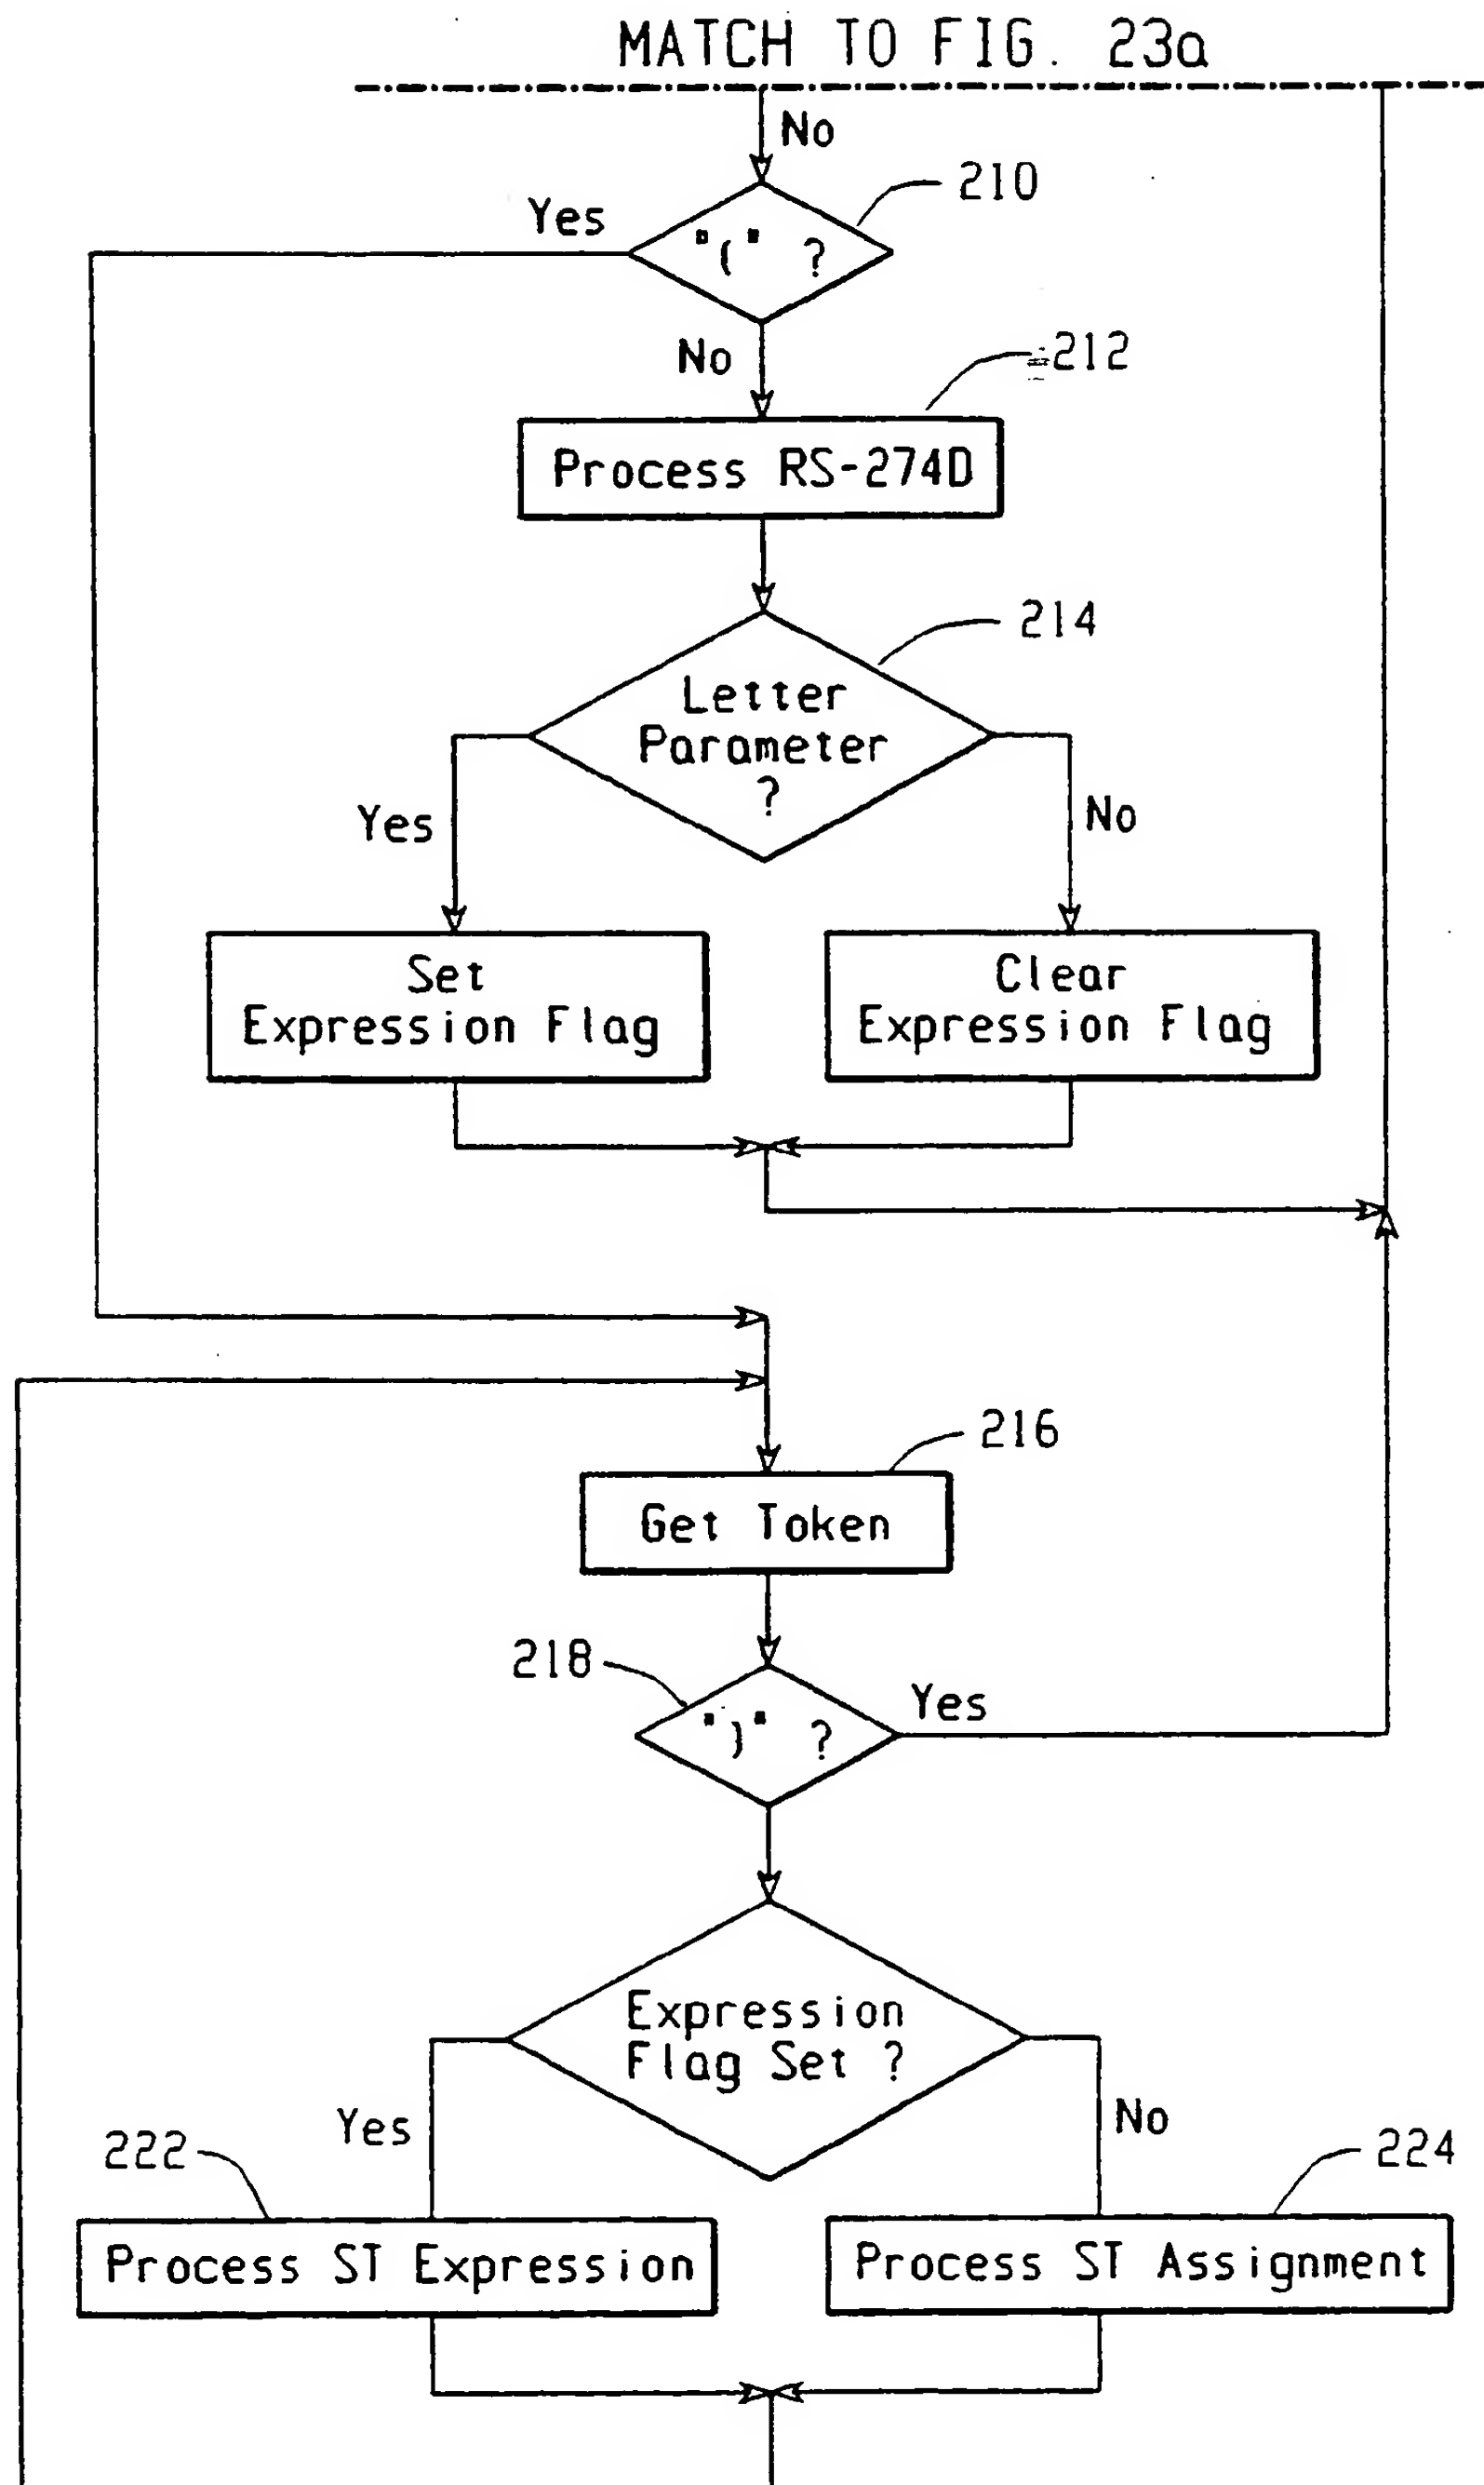 MATCH TO FIG. 23a
No
210
Yes
"(" ?
No
212
Process RS-274D
214
Letter
Parameter
?
Yes
No
Set
Expression Flag
Clear
Expression Flag
216
Get Token
218
")" ?
Yes
Expression
Flag Set ?
Yes
No
222
224
Process ST Expression
Process ST Assignment